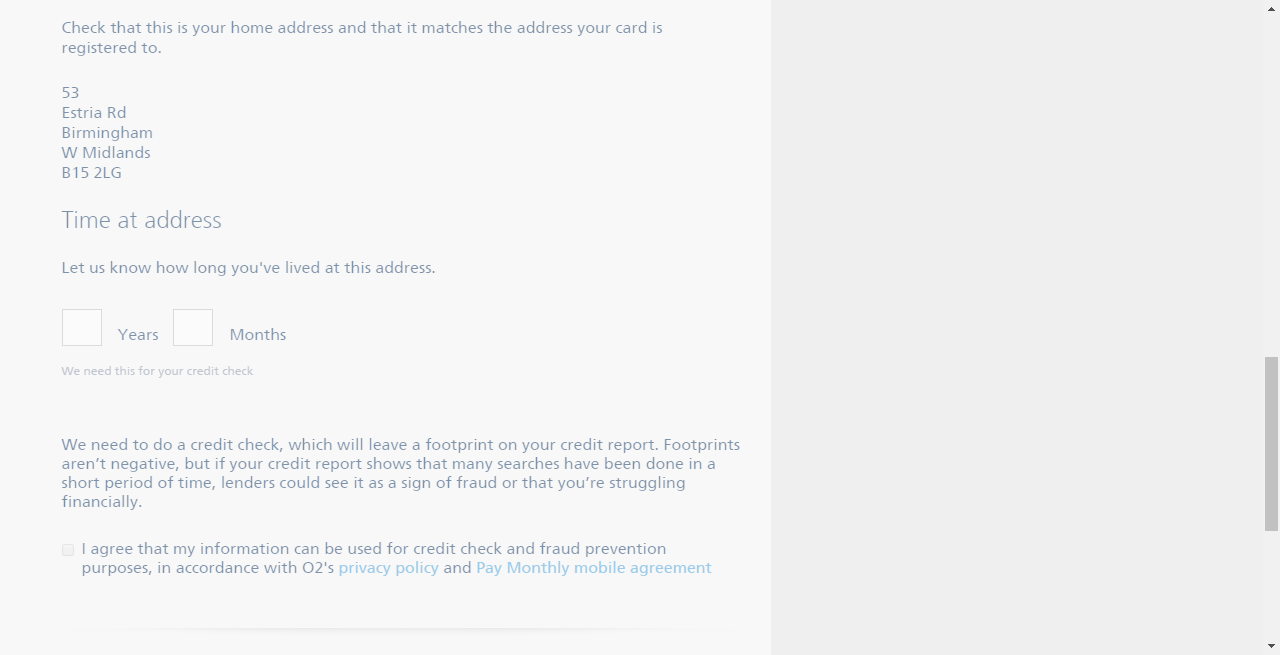 Check that this is your home address and that it matches the address your card is
registered to.
53
Estria Rd
Birmingham
W Midlands
B15 2LG
Time at address
Let us know how long you've lived at this address.
Years Months
We need this for your credit check
We need to do a credit check, which will leave a footprint on your credit report. Footprints
aren’t negative, but if your credit report shows that many searches have been done in a
short period of time, lenders could see it as a sign of fraud or that you’re struggling
financially.
I agree that my information can be used for credit check and fraud prevention
purposes, in accordance with O2's privacy policy and Pay Monthly mobile agreement